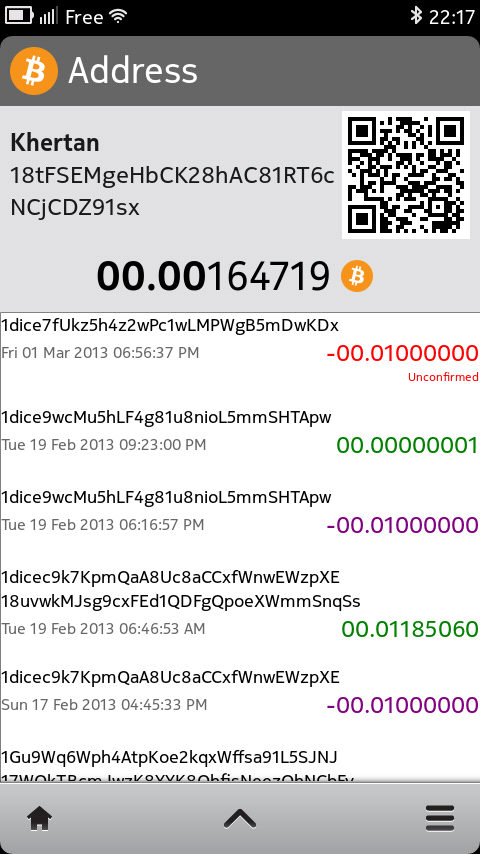 Free 22:17
Address
Khertan
18tFSEMgeHbCK28hAC81RT6c
NCjCDZ91sx
00.00164719
1dice7fUkz5h4z2wPc1wLMPWgB5mDwKDx
Fri 01 Mar 2013 06:56:37 PM -00.01000000
Unconfirmed
1dice9wcMu5hLF4g81u8nioL5mmSHTApw
Tue 19 Feb 2013 09:23:00 PM 00.00000001
1dice9wcMu5hLF4g81u8nioL5mmSHTApw
Tue 19 Feb 2013 06:16:57 PM -00.01000000
1dicec9k7KpmQaA8Uc8aCCxfWnwEWzpXE
18uvwkMJsg9cxFEd1QDFgQpoeXWmmSnqSs
Tue 19 Feb 2013 06:46:53 AM 00.01185060
1dicec9k7KpmQaA8Uc8aCCxfWnwEWzpXE
Sun 17 Feb 2013 04:45:33 PM -00.01000000
1Gu9Wq6Wph4AtpKoe2kqxWffsa91L5SJNJ